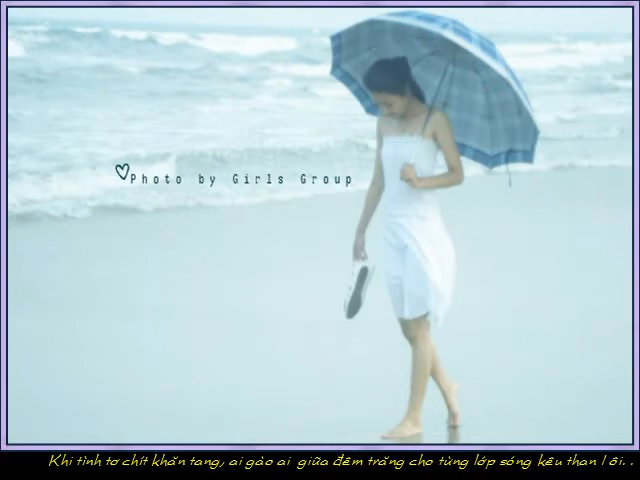 ♡Photo by Girls Group
Khi tình tơ chít khăn tang, ai gào ai giữa đêm trăng cho từng lớp sóng kêu than lôi..